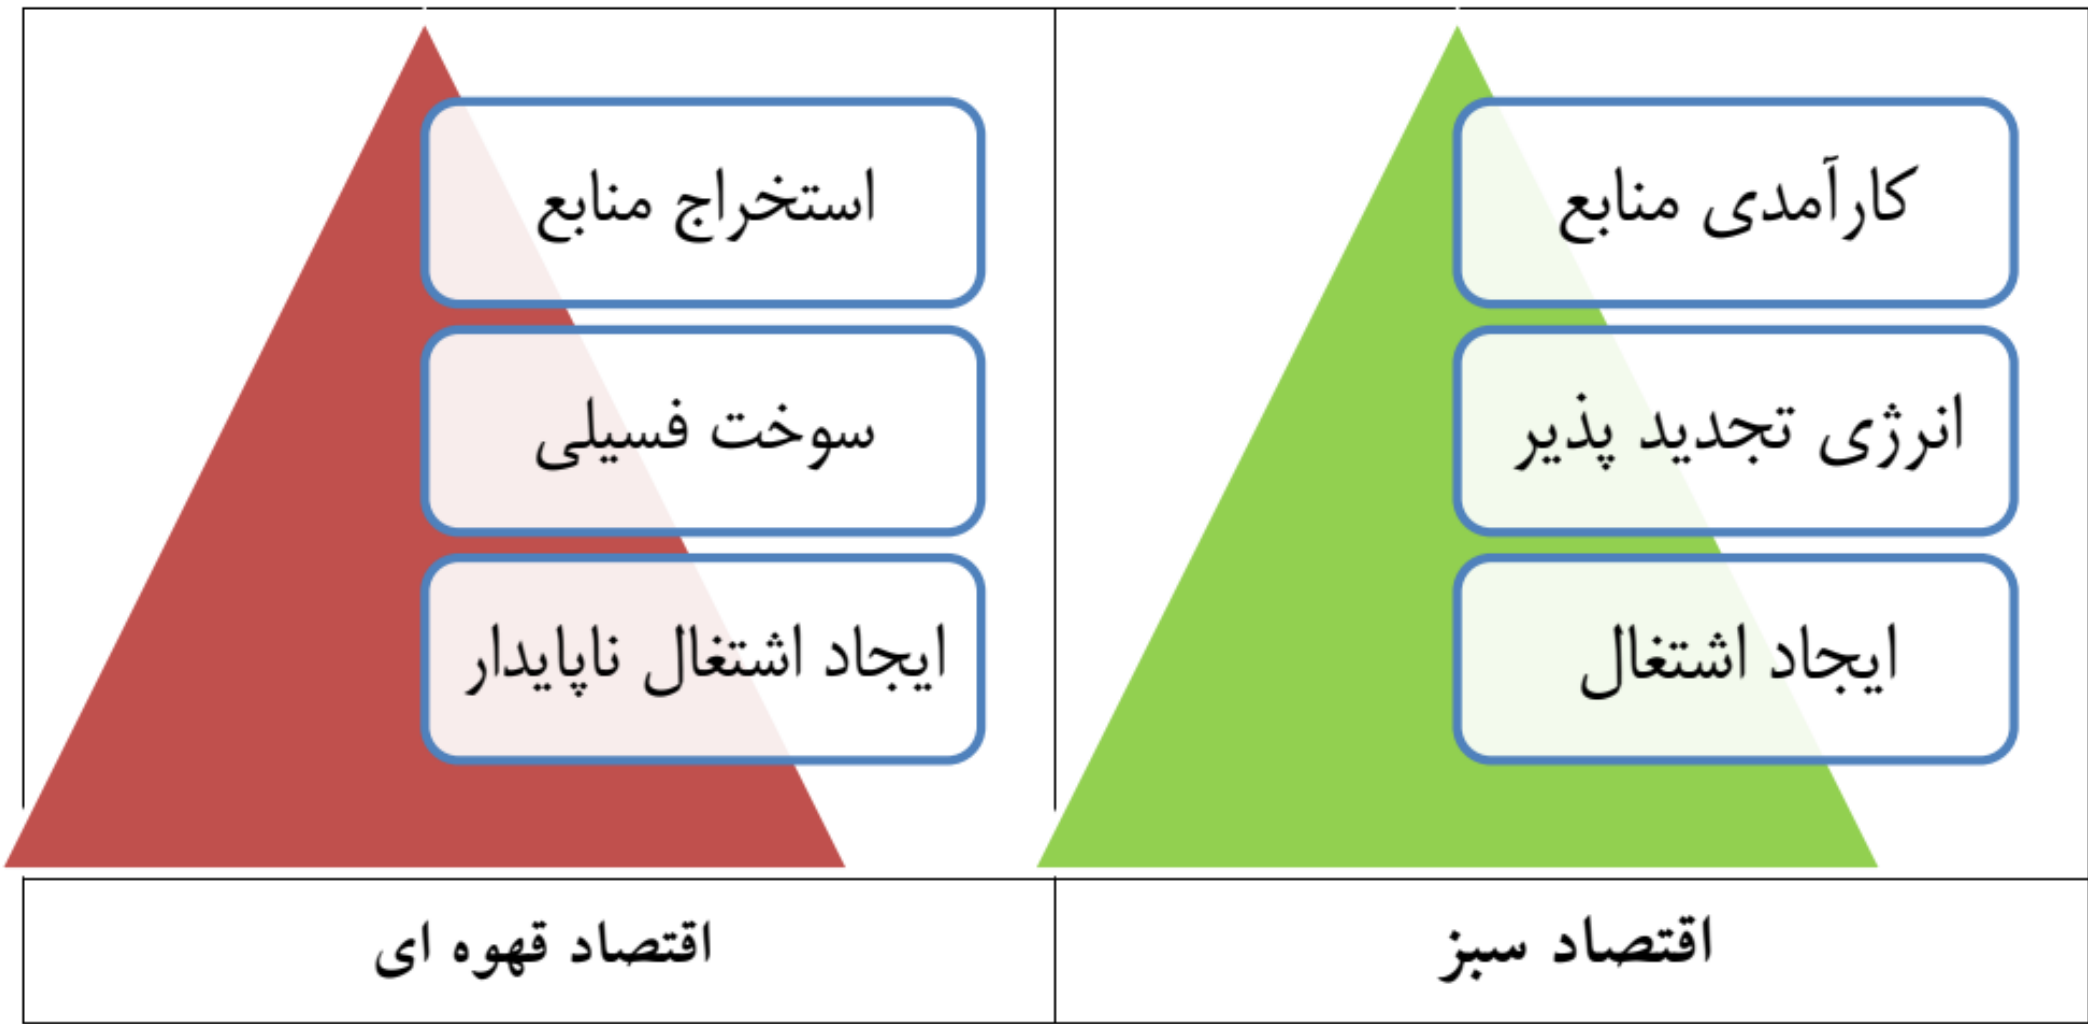 کارآمدی منابع
انرژی تجدید پذیر
ایجاد اشتغال
اقتصاد سبز
استخراج منابع
سوخت فسیلی
ایجاد اشتغال ناپایدار
اقتصاد قهوه ای